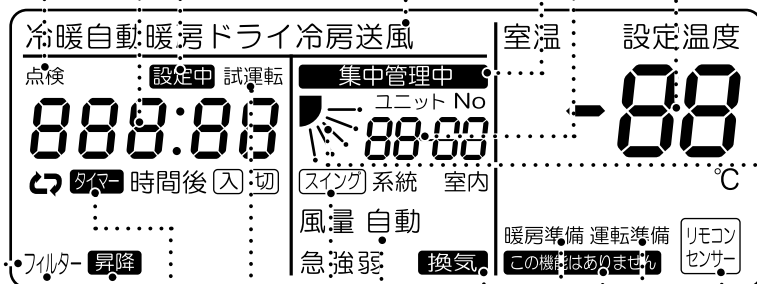 冷暖自動暖房ドライ冷房送風 室温 設定温度
点検 設定中 試運転 集中管理中
ユニット No
888:88 88-88 -88
タイマー 時間後 入 切 スイング 系統 室内 ℃
風量 自動
暖房準備 運転準備 リモコン
センサー
フィルター 昇降 急強弱 換気 この機能はありません